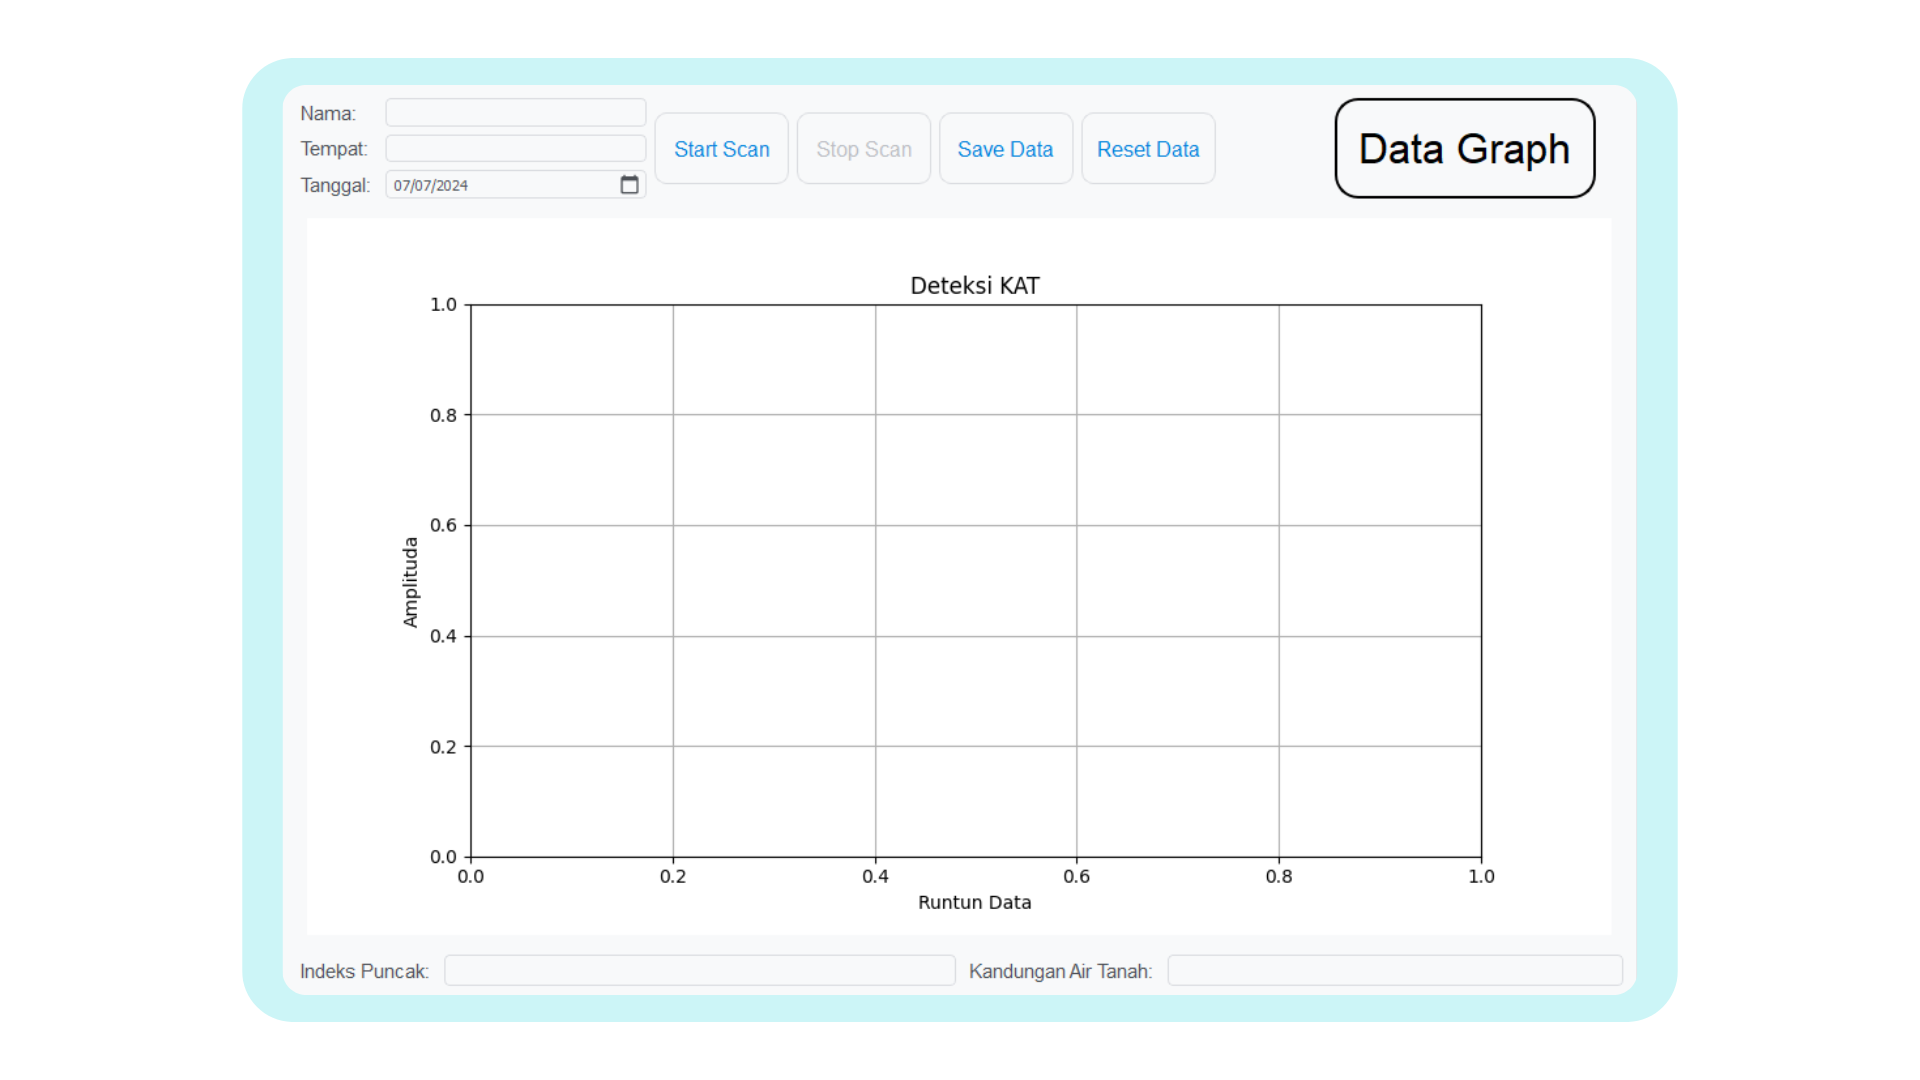 Nama:
Tempat:
Tanggal: 07/07/2024
Start Scan
Stop Scan
Save Data
Reset Data
Data Graph
Deteksi KAT
1.0
0.8
0.6
0.4
0.2
0.0
Amplituda
0.0 0.2 0.4 0.6 0.8 1.0
Runtun Data
Indeks Puncak:
Kandungan Air Tanah: